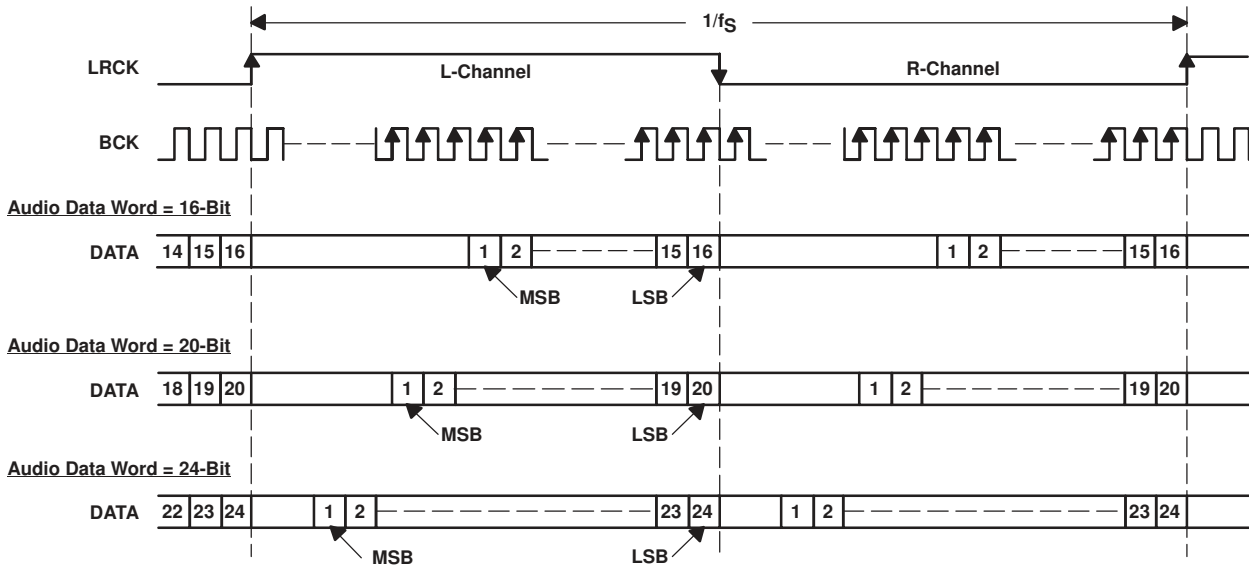 1/fS
LRCK L-Channel R-Channel
BCK
Audio Data Word = 16-Bit
DATA 14 15 16 1 2 15 16 1 2 15 16
MSB LSB
Audio Data Word = 20-Bit
DATA 18 19 20 1 2 19 20 1 2 19 20
MSB LSB
Audio Data Word = 24-Bit
DATA 22 23 24 1 2 23 24 1 2 23 24
MSB LSB